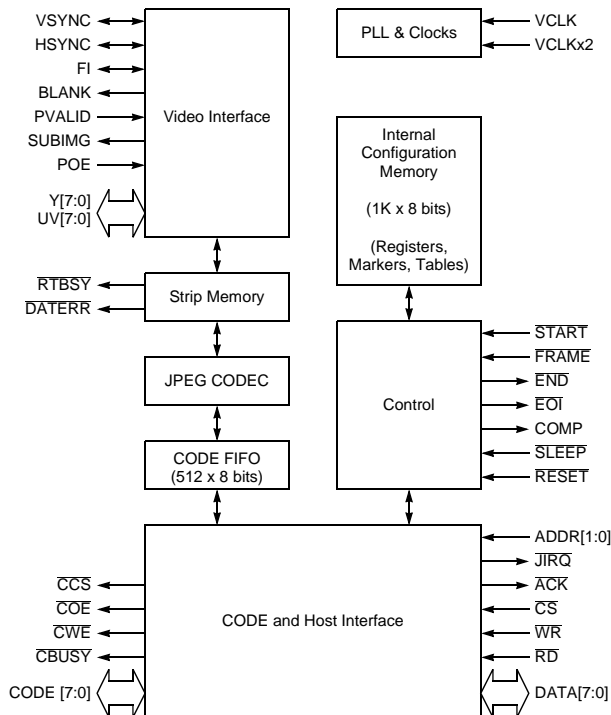 VSYNC
HSYNC
FI
BLANK
PVALID
SUBIMG
POE
Y[7:0]
UV[7:0]
Video Interface
PLL & Clocks
VCLK
VCLKx2
Internal
Configuration
Memory
(1K x 8 bits)
(Registers,
Markers, Tables)
RTBSY
DATERR
Strip Memory
JPEG CODEC
CODE FIFO
(512 x 8 bits)
Control
START
FRAME
END
EOI
COMP
SLEEP
RESET
CCS
COE
CWE
CBUSY
CODE [7:0]
CODE and Host Interface
ADDR[1:0]
JIRQ
ACK
CS
WR
RD
DATA[7:0]